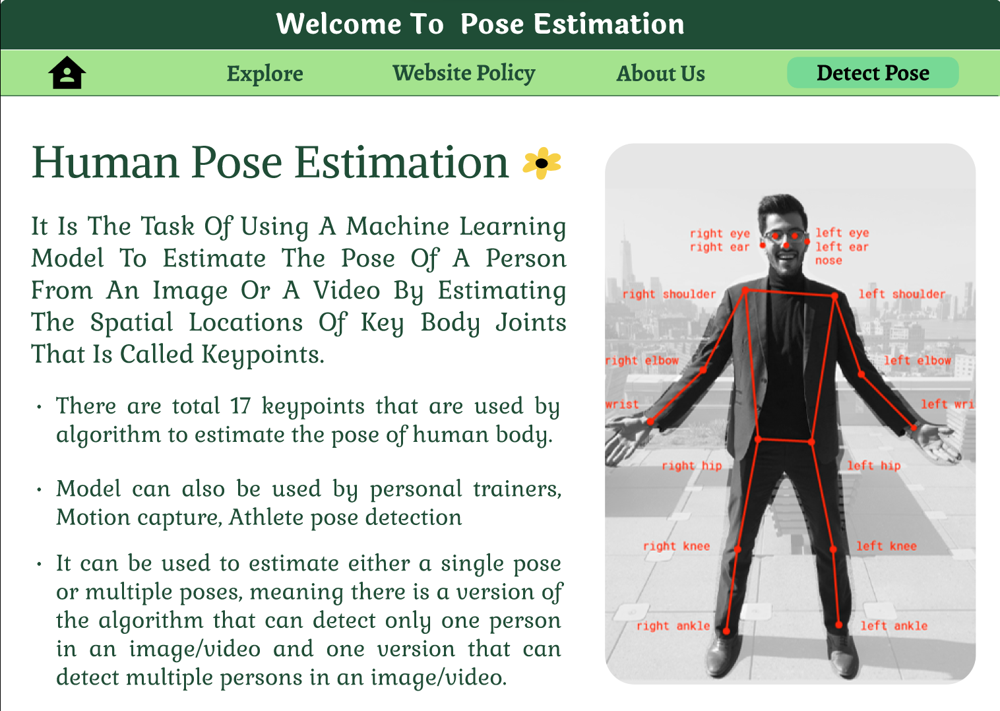 Welcome To Pose Estimation
Explore Website Policy About Us Detect Pose
Human Pose Estimation
It Is The Task Of Using A Machine Learning
Model To Estimate The Pose Of A Person
From An Image Or A Video By Estimating
The Spatial Locations Of Key Body Joints
That Is Called Keypoints.
· There are total 17 keypoints that are used by
algorithm to estimate the pose of human body.
· Model can also be used by personal trainers,
Motion capture, Athlete pose detection
· It can be used to estimate either a single pose
or multiple poses, meaning there is a version of
the algorithm that can detect only one person
in an image/video and one version that can
detect multiple persons in an image/video.
right eye left eye
right ear left ear
nose
right shoulder left shoulder
right elbow left elbow
wrist left wri
right hip left hip
right knee left knee
right ankle left ankle